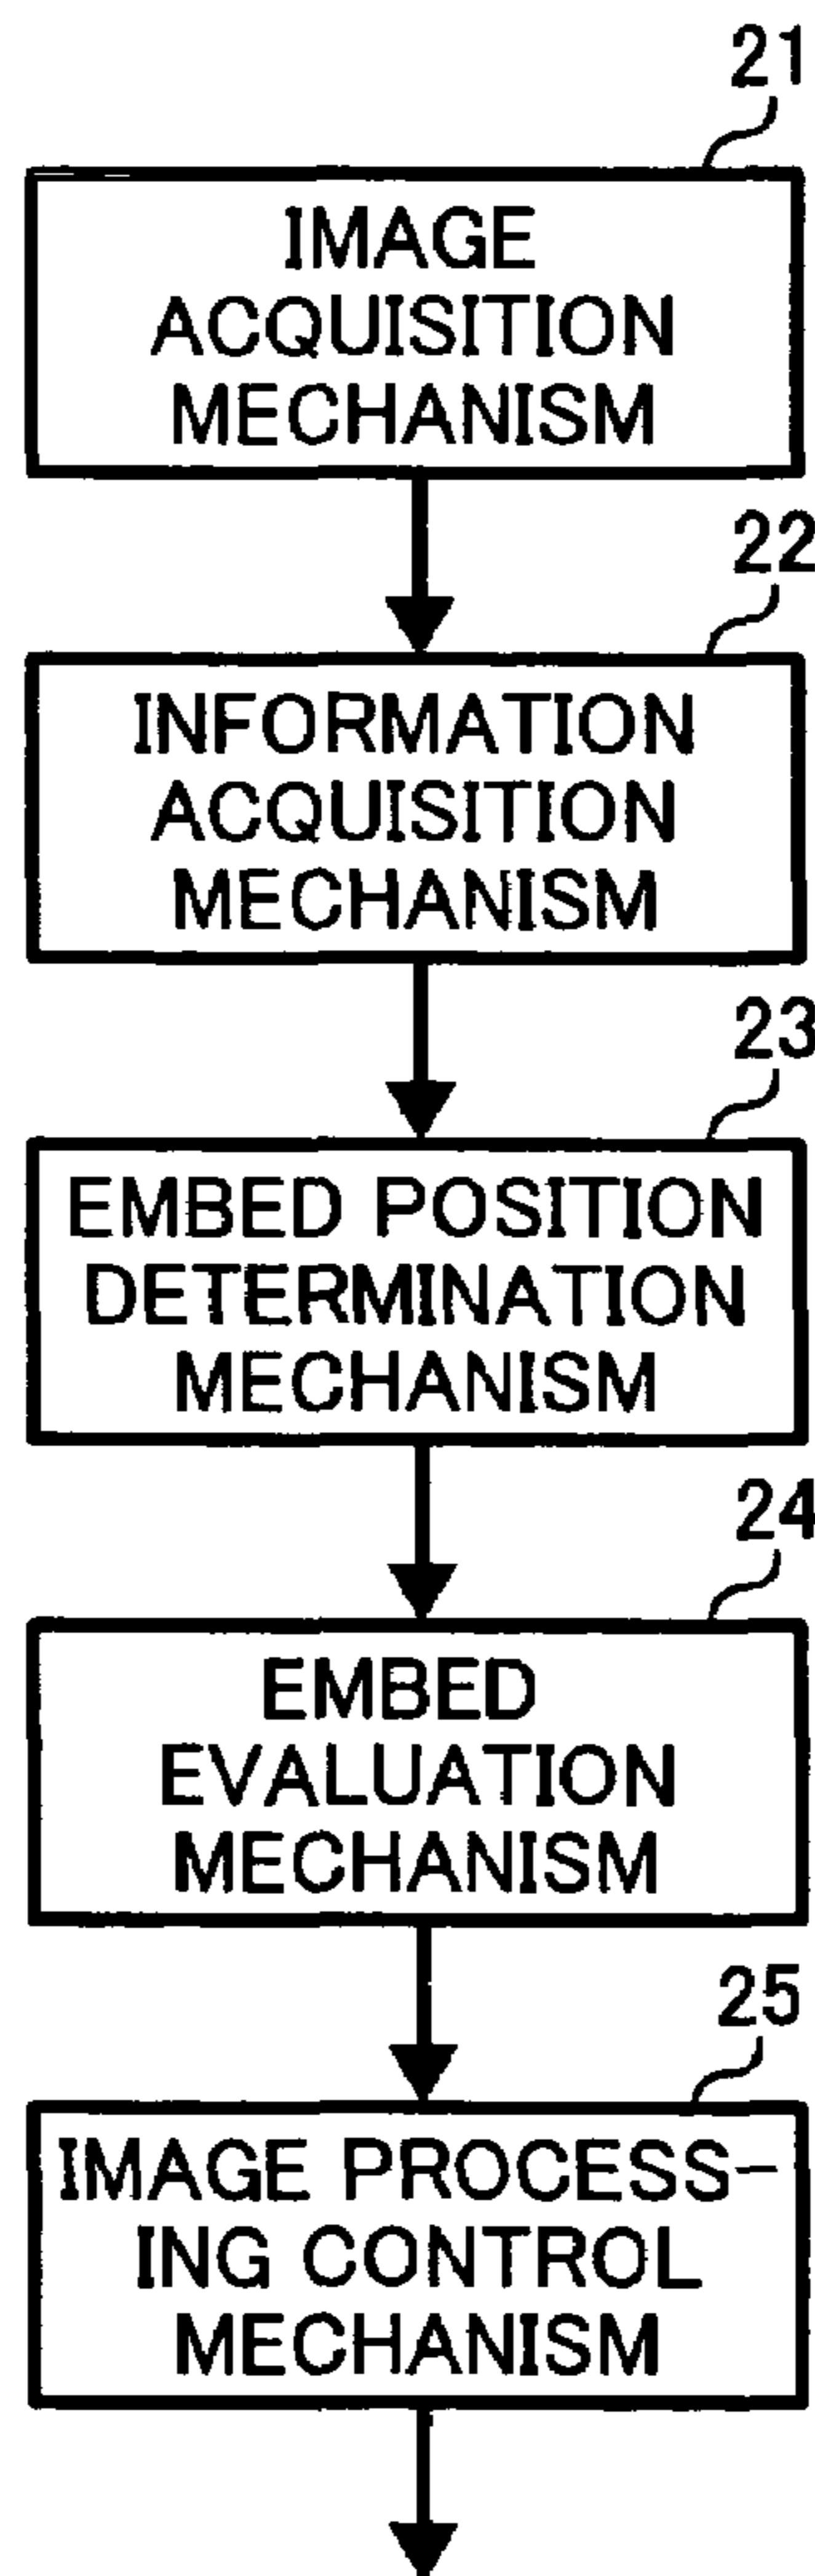 21
IMAGE
ACQUISITION
MECHANISM
22
INFORMATION
ACQUISITION
MECHANISM
23
EMBED POSITION
DETERMINATION
MECHANISM
24
EMBED
EVALUATION
MECHANISM
25
IMAGE PROCESS-
ING CONTROL
MECHANISM